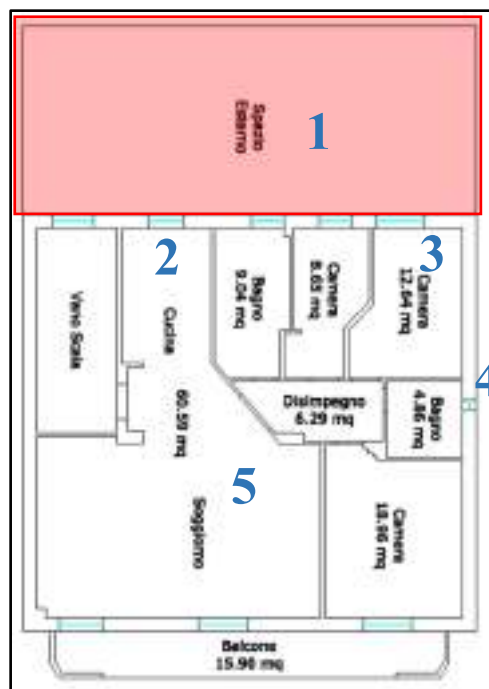 Spazio
Esterno
1
2
3
Vano Scala
Cucina
60.59 mq
Bagno
9.04 mq
Camera
8.65 mq
Camera
12.64 mq
4
Disimpegno
6.29 mq
Bagno
4.86 mq
5
Soggiorno
Camera
18.96 mq
Balcone
15.90 mq